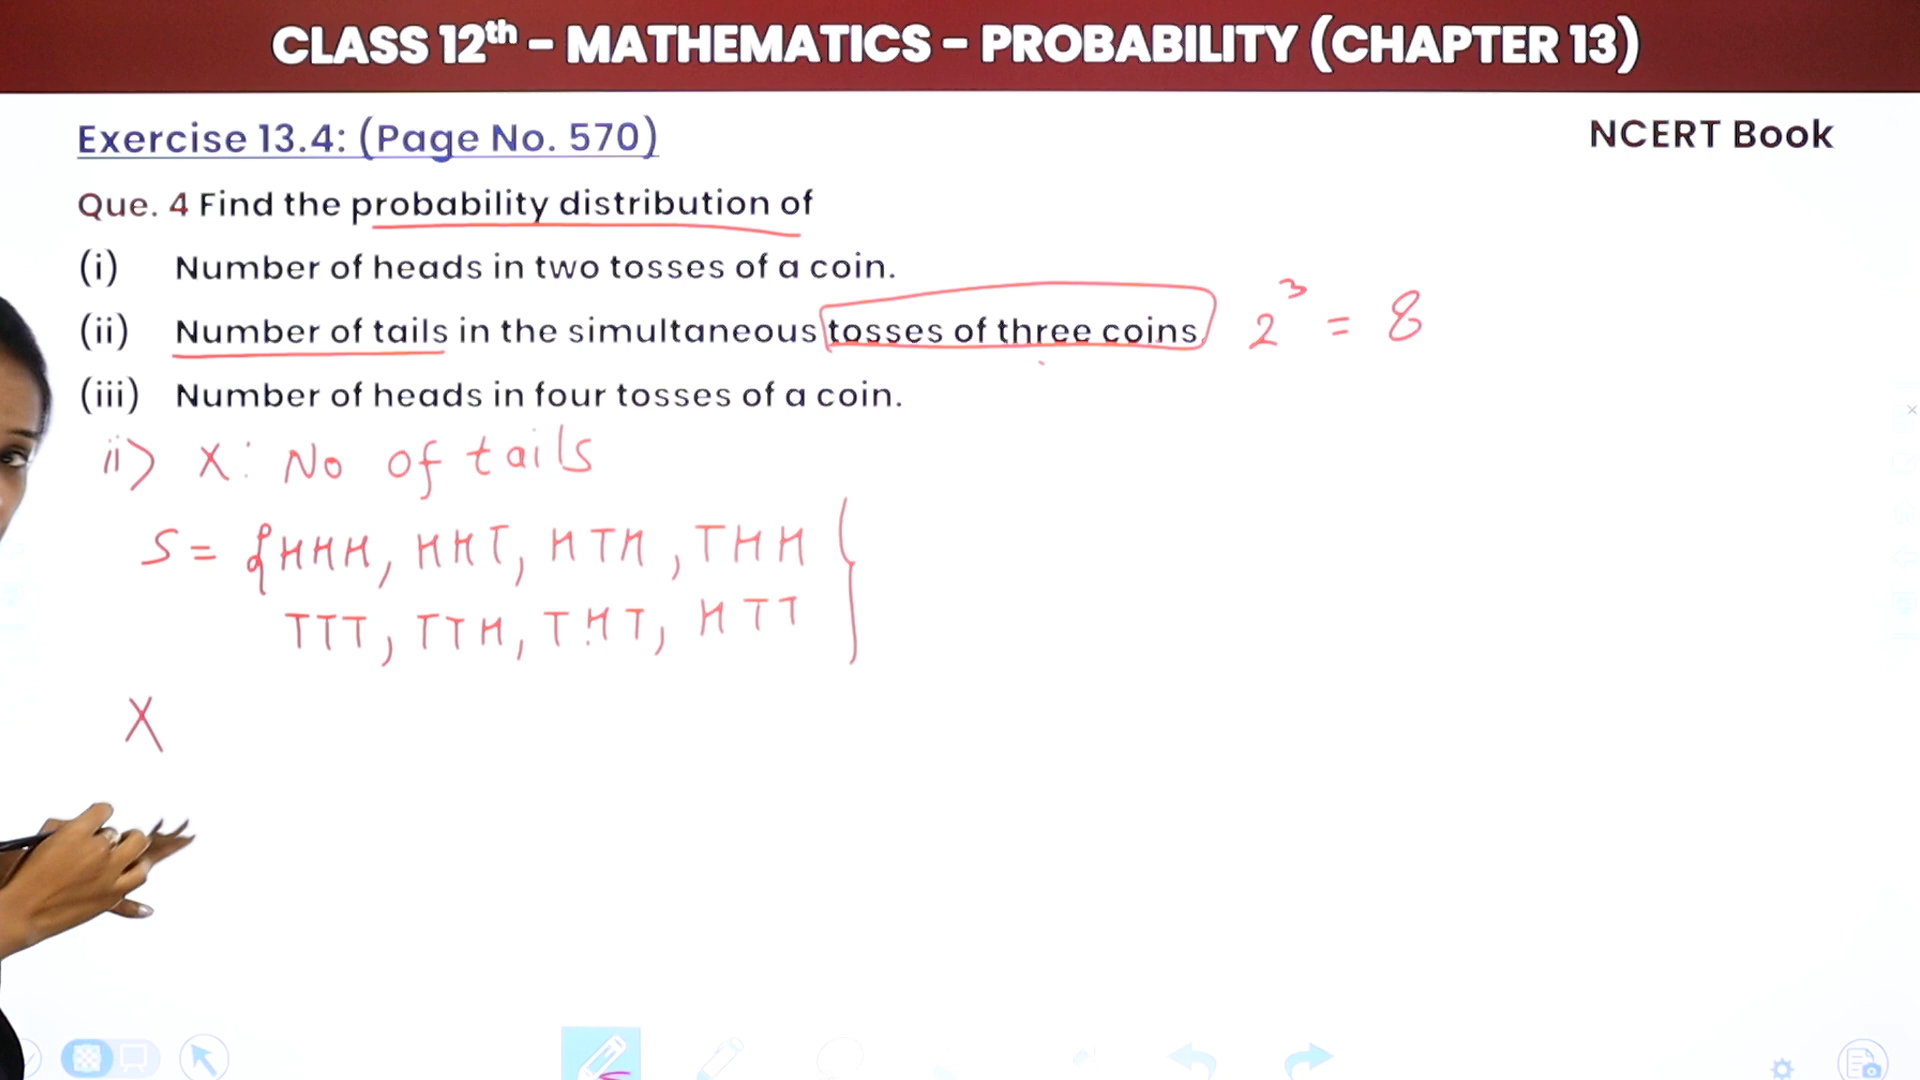 CLASS 12th – MATHEMATICS – PROBABILITY (CHAPTER 13)
Exercise 13.4: (Page No. 570)
NCERT Book
Que. 4 Find the probability distribution of
(i) Number of heads in two tosses of a coin.
(ii) Number of tails in the simultaneous tosses of three coins. 2³ = 8
(iii) Number of heads in four tosses of a coin.
ii) X: No of tails
S = {HHH, HHT, HTH, THH
TTT, TTH, THT, HTT}
X